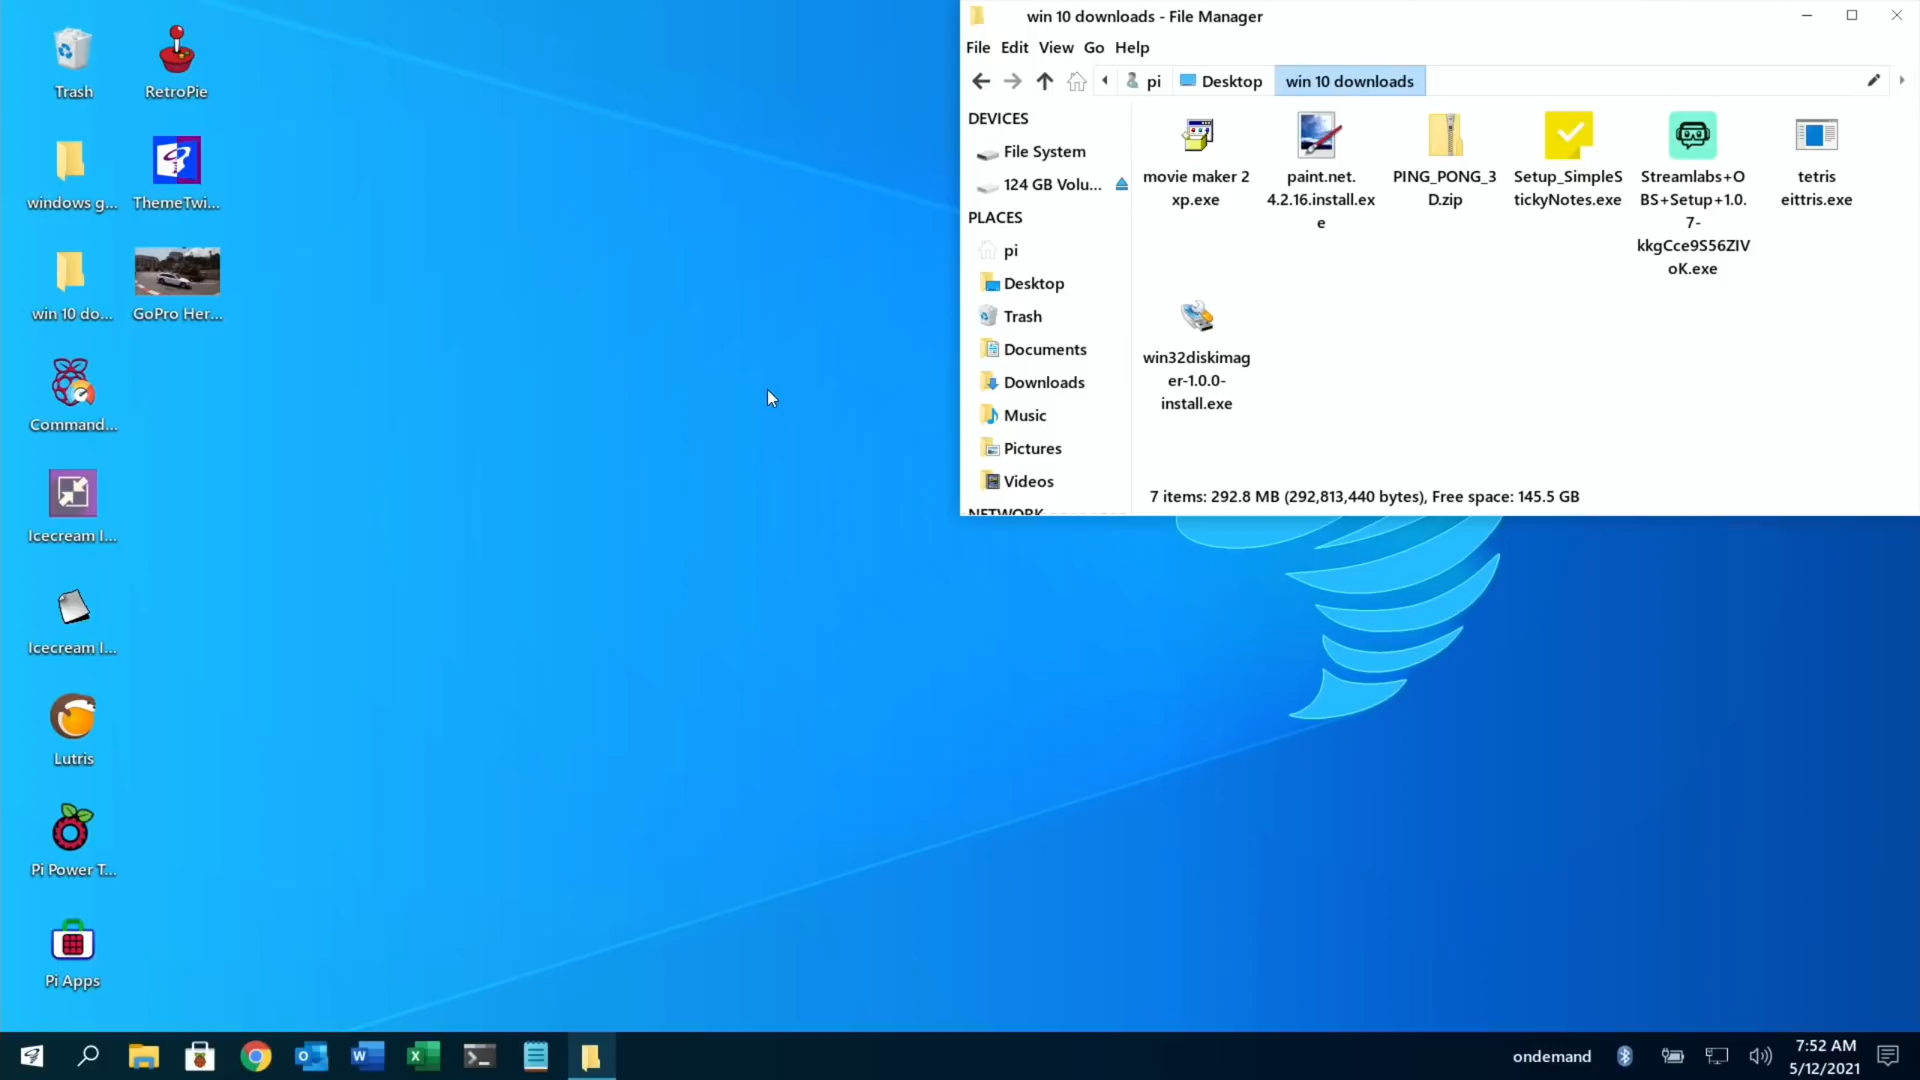 Trash
RetroPie
windows g...
ThemeTwi...
win 10 do...
GoPro Her...
Command...
Icecream I...
Icecream I...
Lutris
Pi Power T...
Pi Apps
win 10 downloads - File Manager
File Edit View Go Help
pi Desktop win 10 downloads
DEVICES
File System
124 GB Volu...
PLACES
pi
Desktop
Trash
Documents
Downloads
Music
Pictures
Videos
NETWORK
movie maker 2
xp.exe
paint.net.
4.2.16.install.ex
e
PING_PONG_3
D.zip
Setup_SimpleS
tickyNotes.exe
Streamlabs+O
BS+Setup+1.0.
7-
kkgCce9S56ZIV
oK.exe
tetris
eittris.exe
win32diskimag
er-1.0.0-
install.exe
7 items: 292.8 MB (292,813,440 bytes), Free space: 145.5 GB
ondemand
7:52 AM
5/12/2021